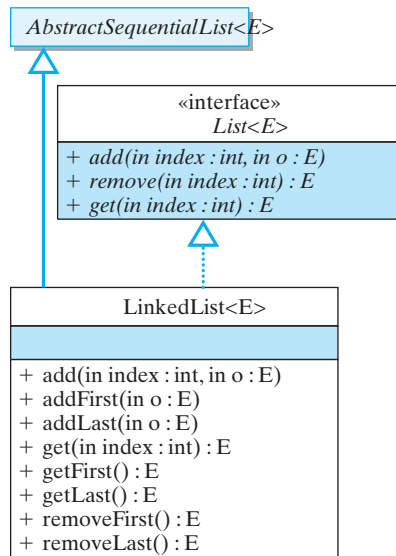 AbstractSequentialList<E>
«interface»
List<E>
+ add(in index : int, in o : E)
+ remove(in index : int) : E
+ get(in index : int) : E
LinkedList<E>
+ add(in index : int, in o : E)
+ addFirst(in o : E)
+ addLast(in o : E)
+ get(in index : int) : E
+ getFirst() : E
+ getLast() : E
+ removeFirst() : E
+ removeLast() : E